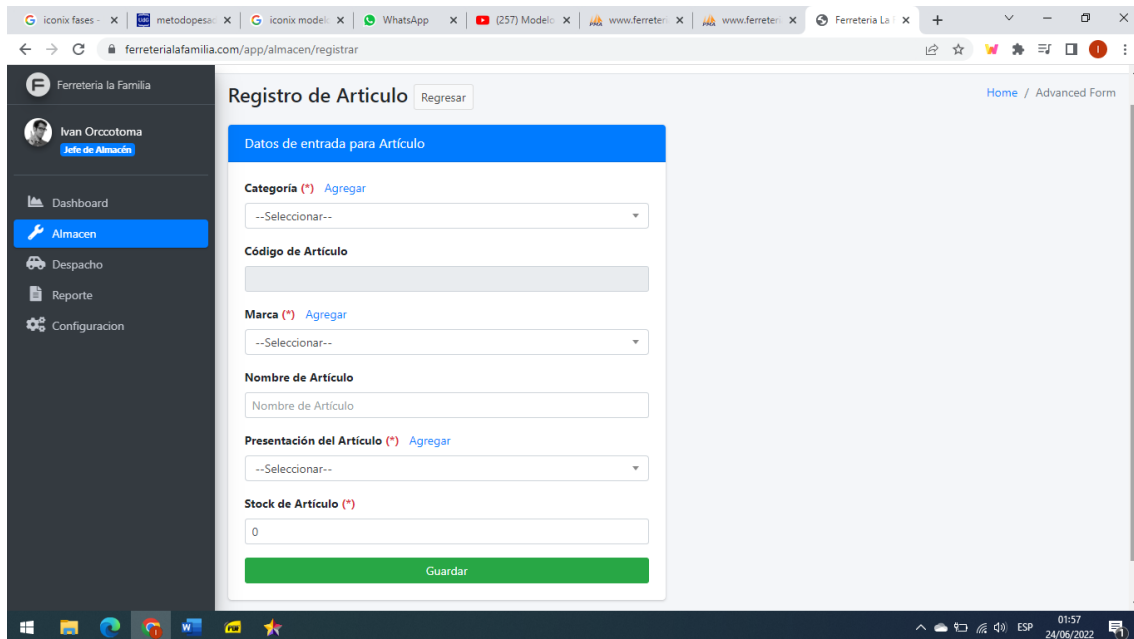 iconix fases -
metodopesac
iconix modelo
WhatsApp
(257) Modelo
www.ferreteri
www.ferreteri
Ferreteria La
ferreterialafamilia.com/app/almacen/registrar
Ferreteria la Familia
Registro de Articulo Regresar
Home / Advanced Form
Ivan Orccotoma
Jefe de Almacén
Datos de entrada para Artículo
Categoría (*) Agregar
--Seleccionar--
Dashboard
Almacen
Despacho
Reporte
Configuracion
Código de Artículo
Marca (*) Agregar
--Seleccionar--
Nombre de Artículo
Nombre de Artículo
Presentación del Artículo (*) Agregar
--Seleccionar--
Stock de Artículo (*)
0
Guardar
ESP
01:57
24/06/2022